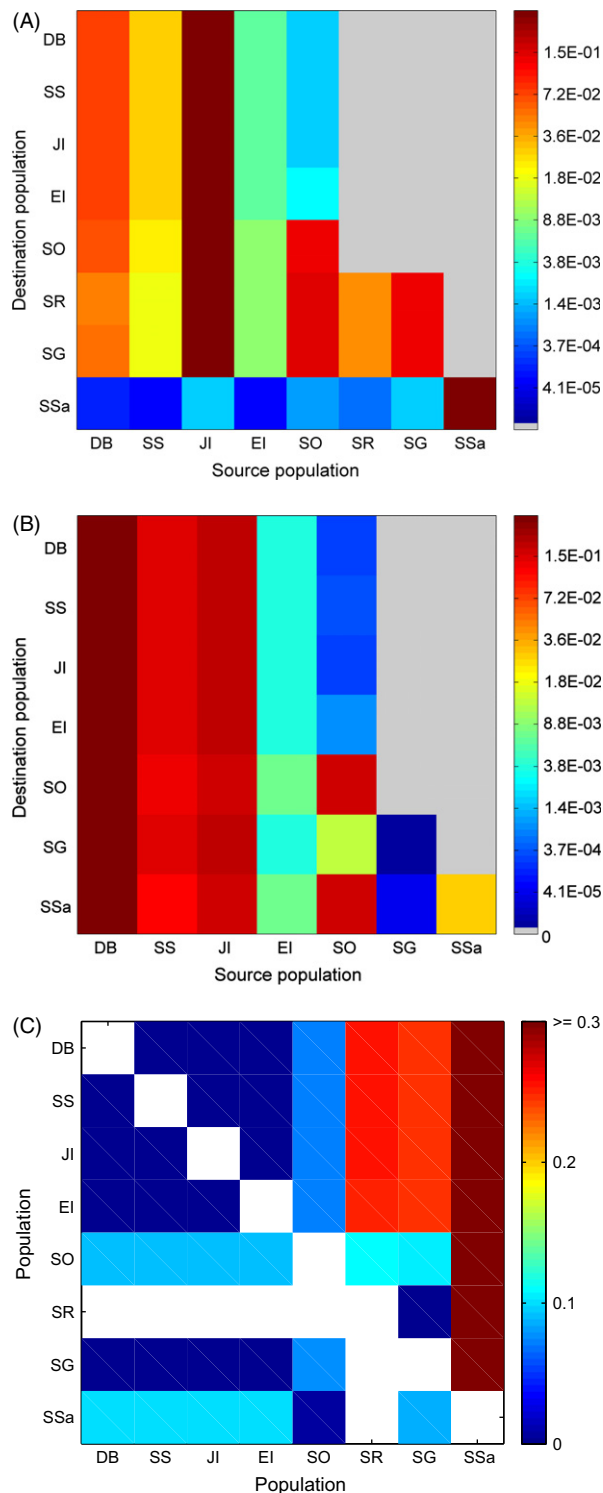 (A)
DB
SS
JI
EI
SO
SR
SG
SSa
Destination population
DB SS JI EI SO SR SG SSa
Source population
1.5E-01
7.2E-02
3.6E-02
1.8E-02
8.8E-03
3.8E-03
1.4E-03
3.7E-04
4.1E-05
(B)
DB
SS
JI
EI
SO
SG
SSa
Destination population
DB SS JI EI SO SG SSa
Source population
1.5E-01
7.2E-02
3.6E-02
1.8E-02
8.8E-03
3.8E-03
1.4E-03
3.7E-04
4.1E-05
0
(C)
DB
SS
JI
EI
SO
SR
SG
SSa
Population
DB SS JI EI SO SR SG SSa
Population
>= 0.3
0.2
0.1
0